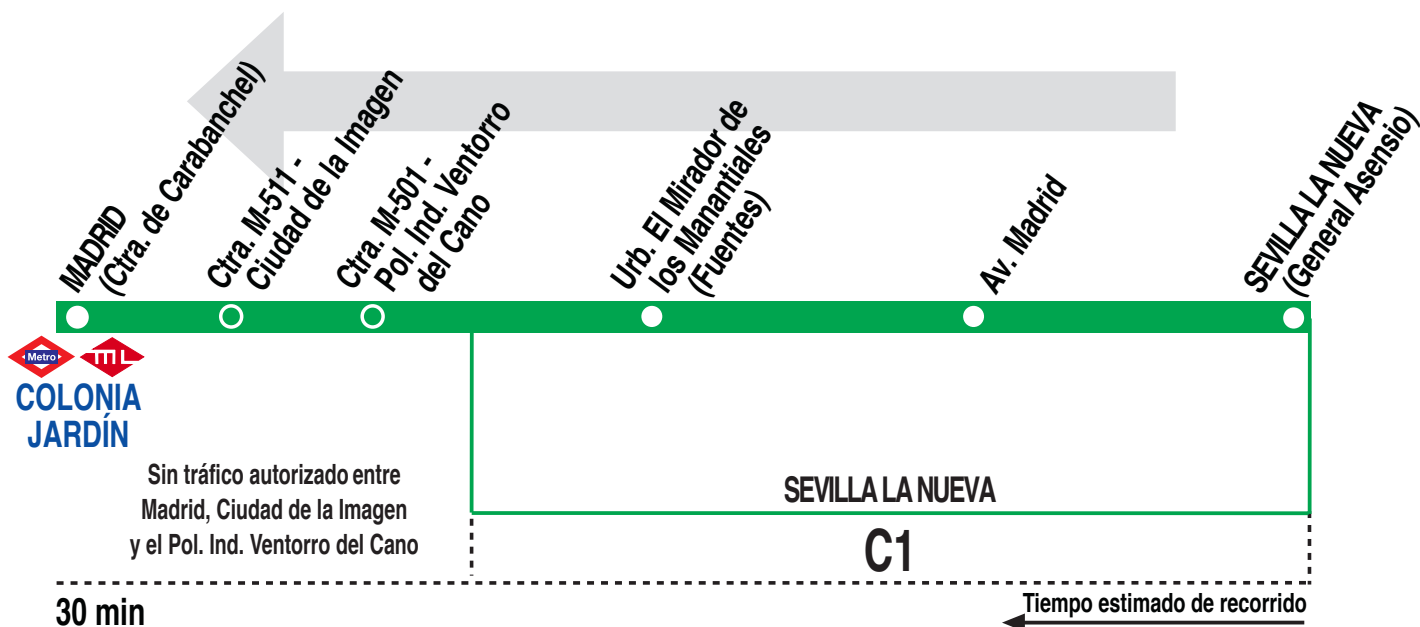 MADRID
(Ctra. de Carabanchel)
Ctra. M-511 -
Ciudad de la Imagen
Ctra. M-501 -
Pol. Ind. Ventorro
del Cano
Urb. El Mirador de
los Manantiales
(Fuentes)
Av. Madrid
SEVILLA LA NUEVA
(General Asensio)
Metro
ML
COLONIA
JARDÍN
Sin tráfico autorizado entre
Madrid, Ciudad de la Imagen
y el Pol. Ind. Ventorro del Cano
SEVILLA LA NUEVA
C1
30 min
Tiempo estimado de recorrido